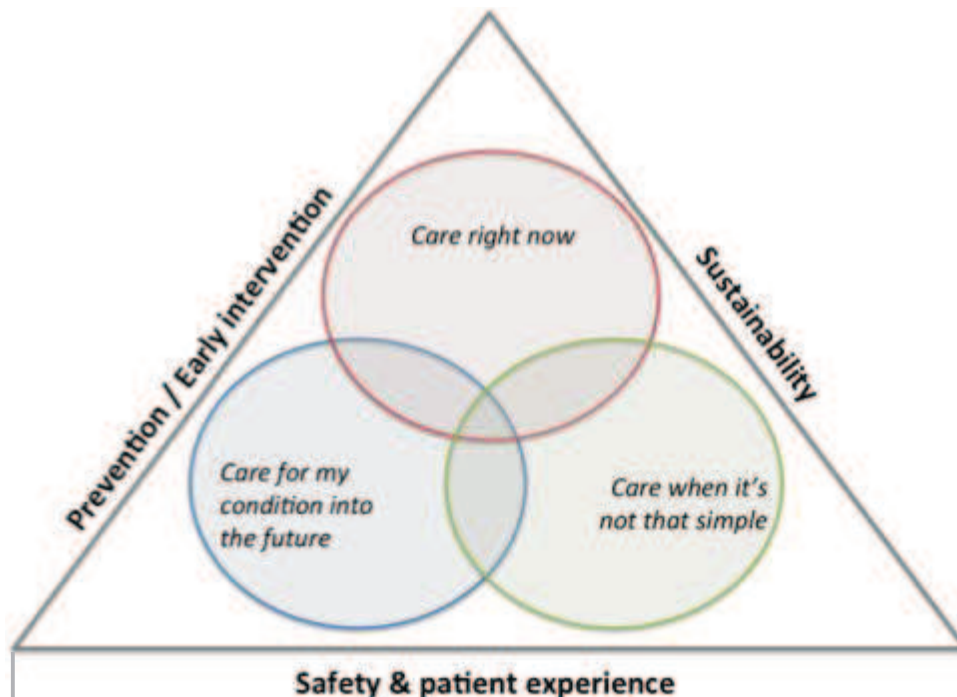 Care right now
Prevention / Early intervention
Sustainability
Care for my
condition into
the future
Care when it's
not that simple
Safety & patient experience